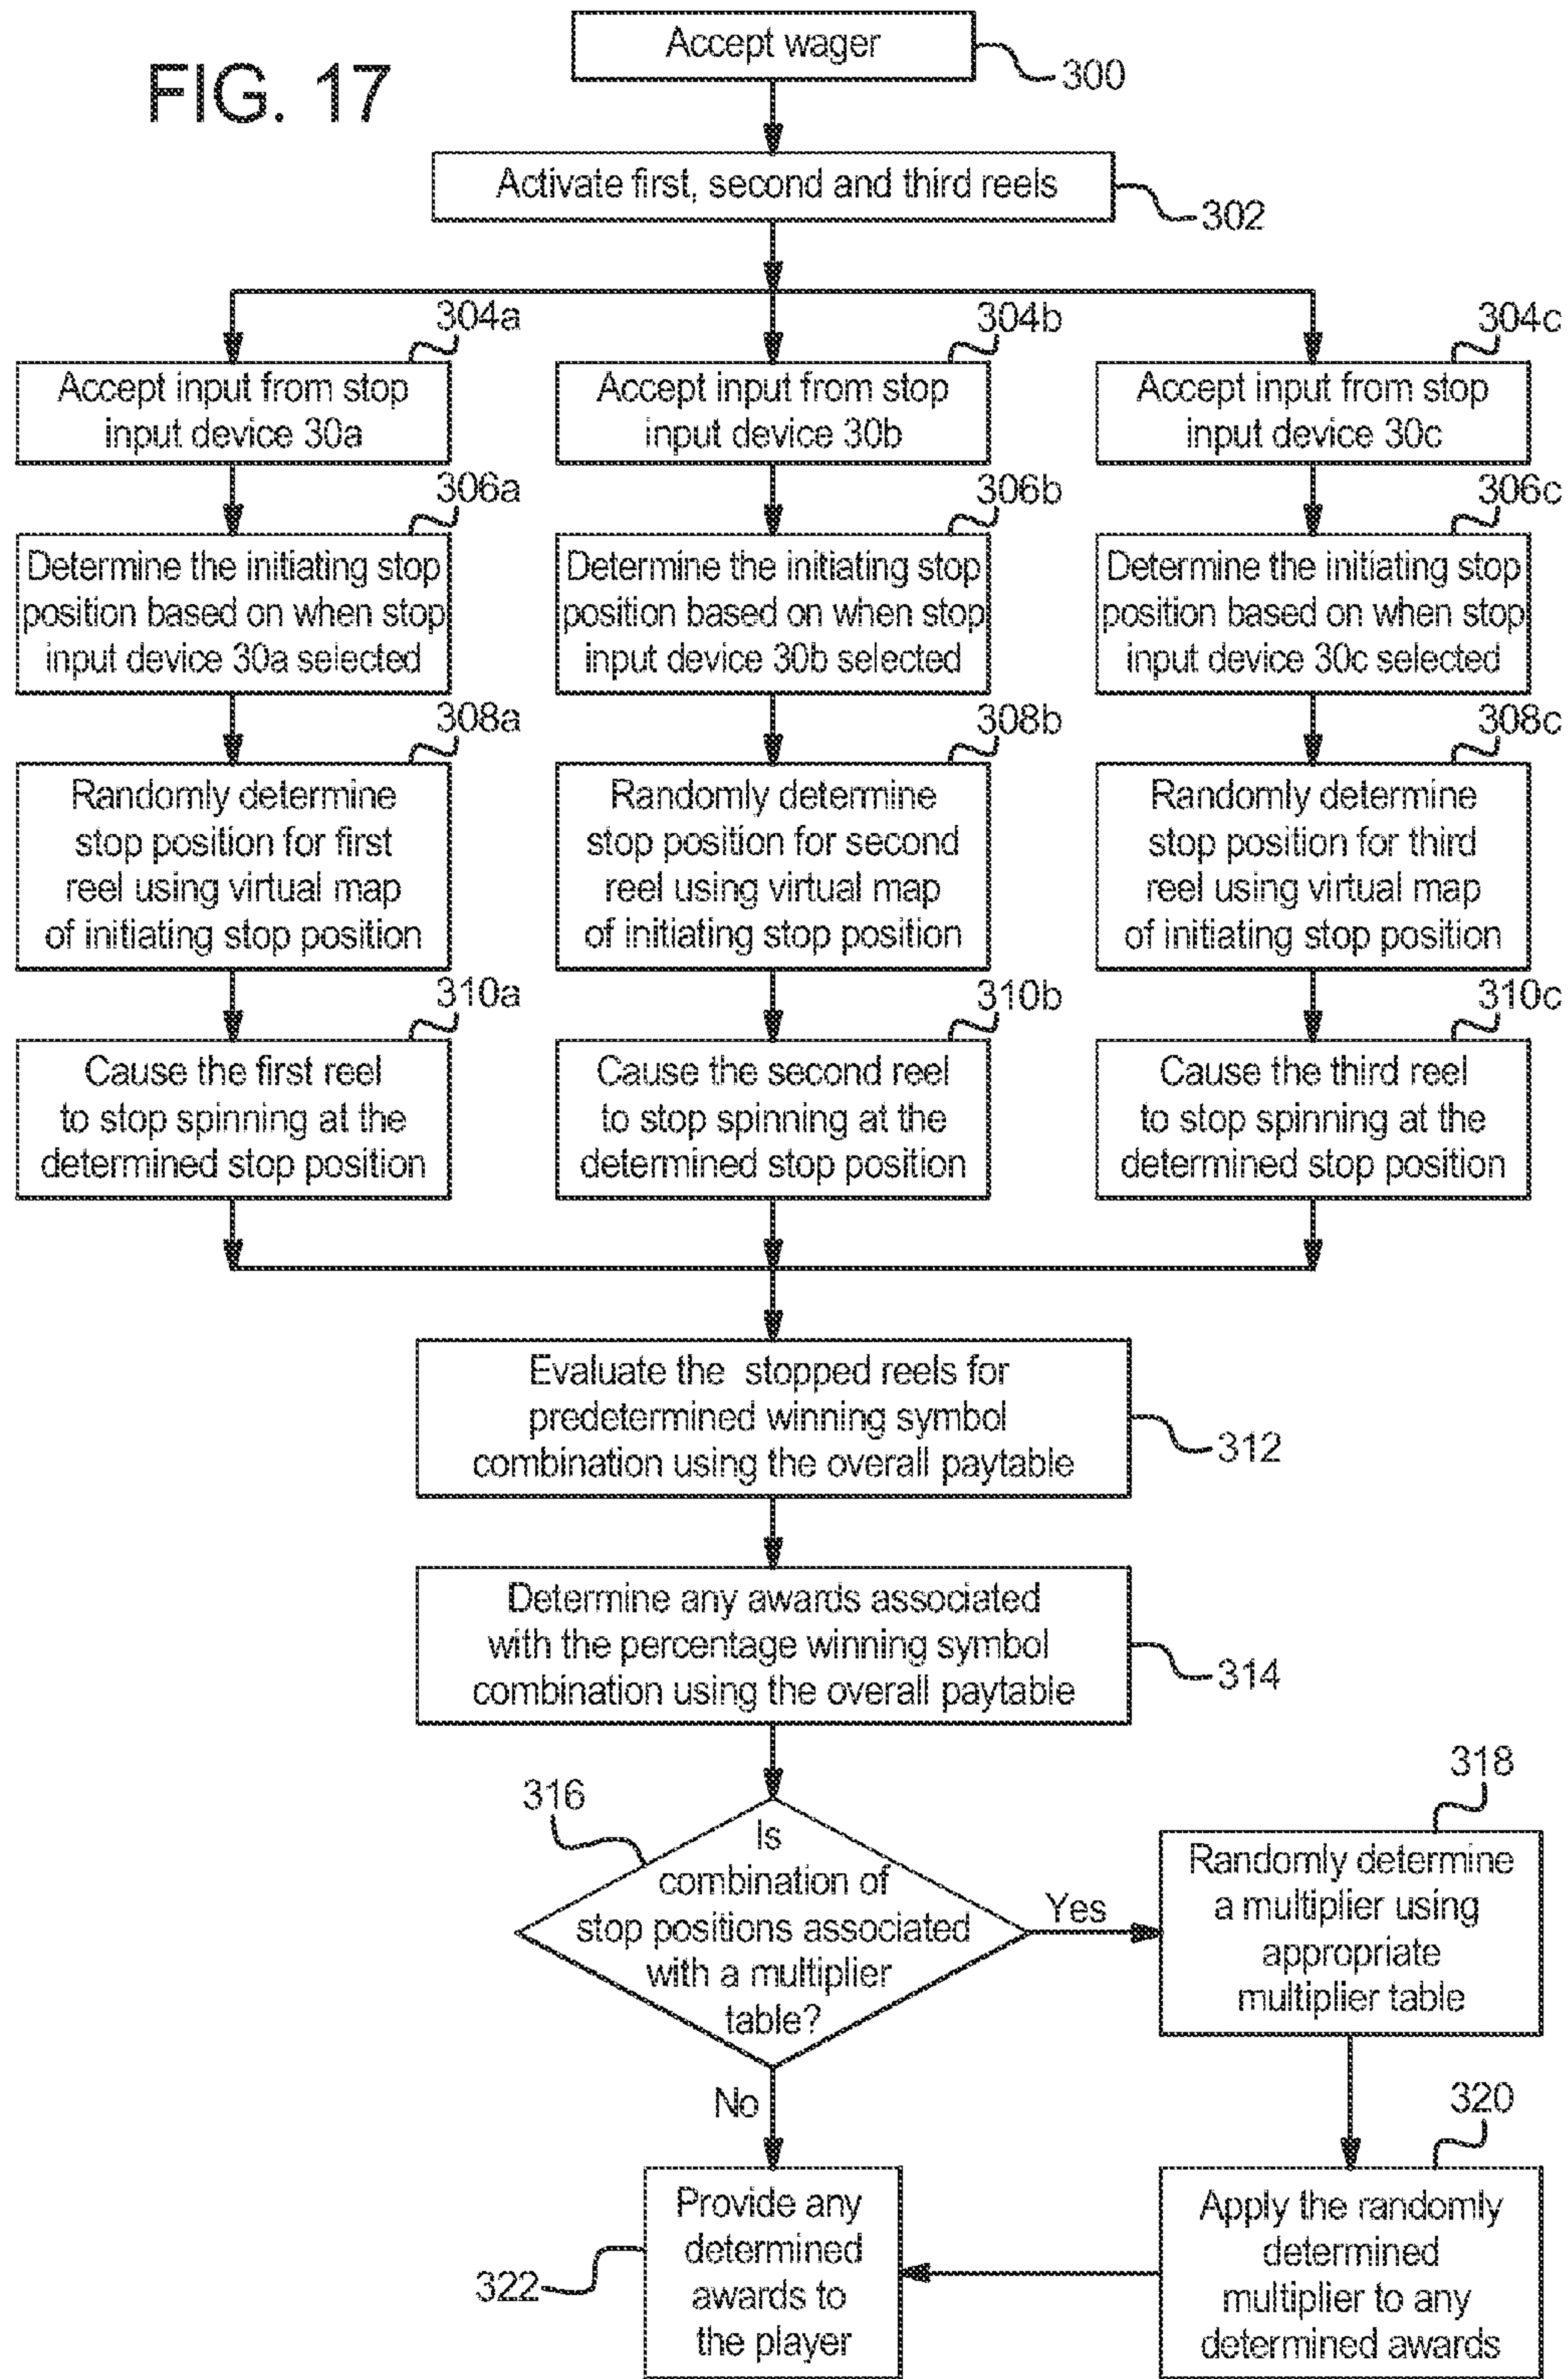 FIG. 17
Accept wager
300
Activate first, second and third reels
302
304a
Accept input from stop
input device 30a
304b
Accept input from stop
input device 30b
304c
Accept input from stop
input device 30c
306a
Determine the initiating stop
position based on when stop
input device 30a selected
306b
Determine the initiating stop
position based on when stop
input device 30b selected
306c
Determine the initiating stop
position based on when stop
input device 30c selected
308a
Randomly determine
stop position for first
reel using virtual map
of initiating stop position
308b
Randomly determine
stop position for second
reel using virtual map
of initiating stop position
308c
Randomly determine
stop position for third
reel using virtual map
of initiating stop position
310a
Cause the first reel
to stop spinning at the
determined stop position
310b
Cause the second reel
to stop spinning at the
determined stop position
310c
Cause the third reel
to stop spinning at the
determined stop position
Evaluate the stopped reels for
predetermined winning symbol
combination using the overall paytable
312
Determine any awards associated
with the percentage winning symbol
combination using the overall paytable
314
316
Is
combination of
stop positions associated
with a multiplier
table?
Yes
No
318
Randomly determine
a multiplier using
appropriate
multiplier table
320
Apply the randomly
determined
multiplier to any
determined awards
Provide any
determined
awards to
the player
322